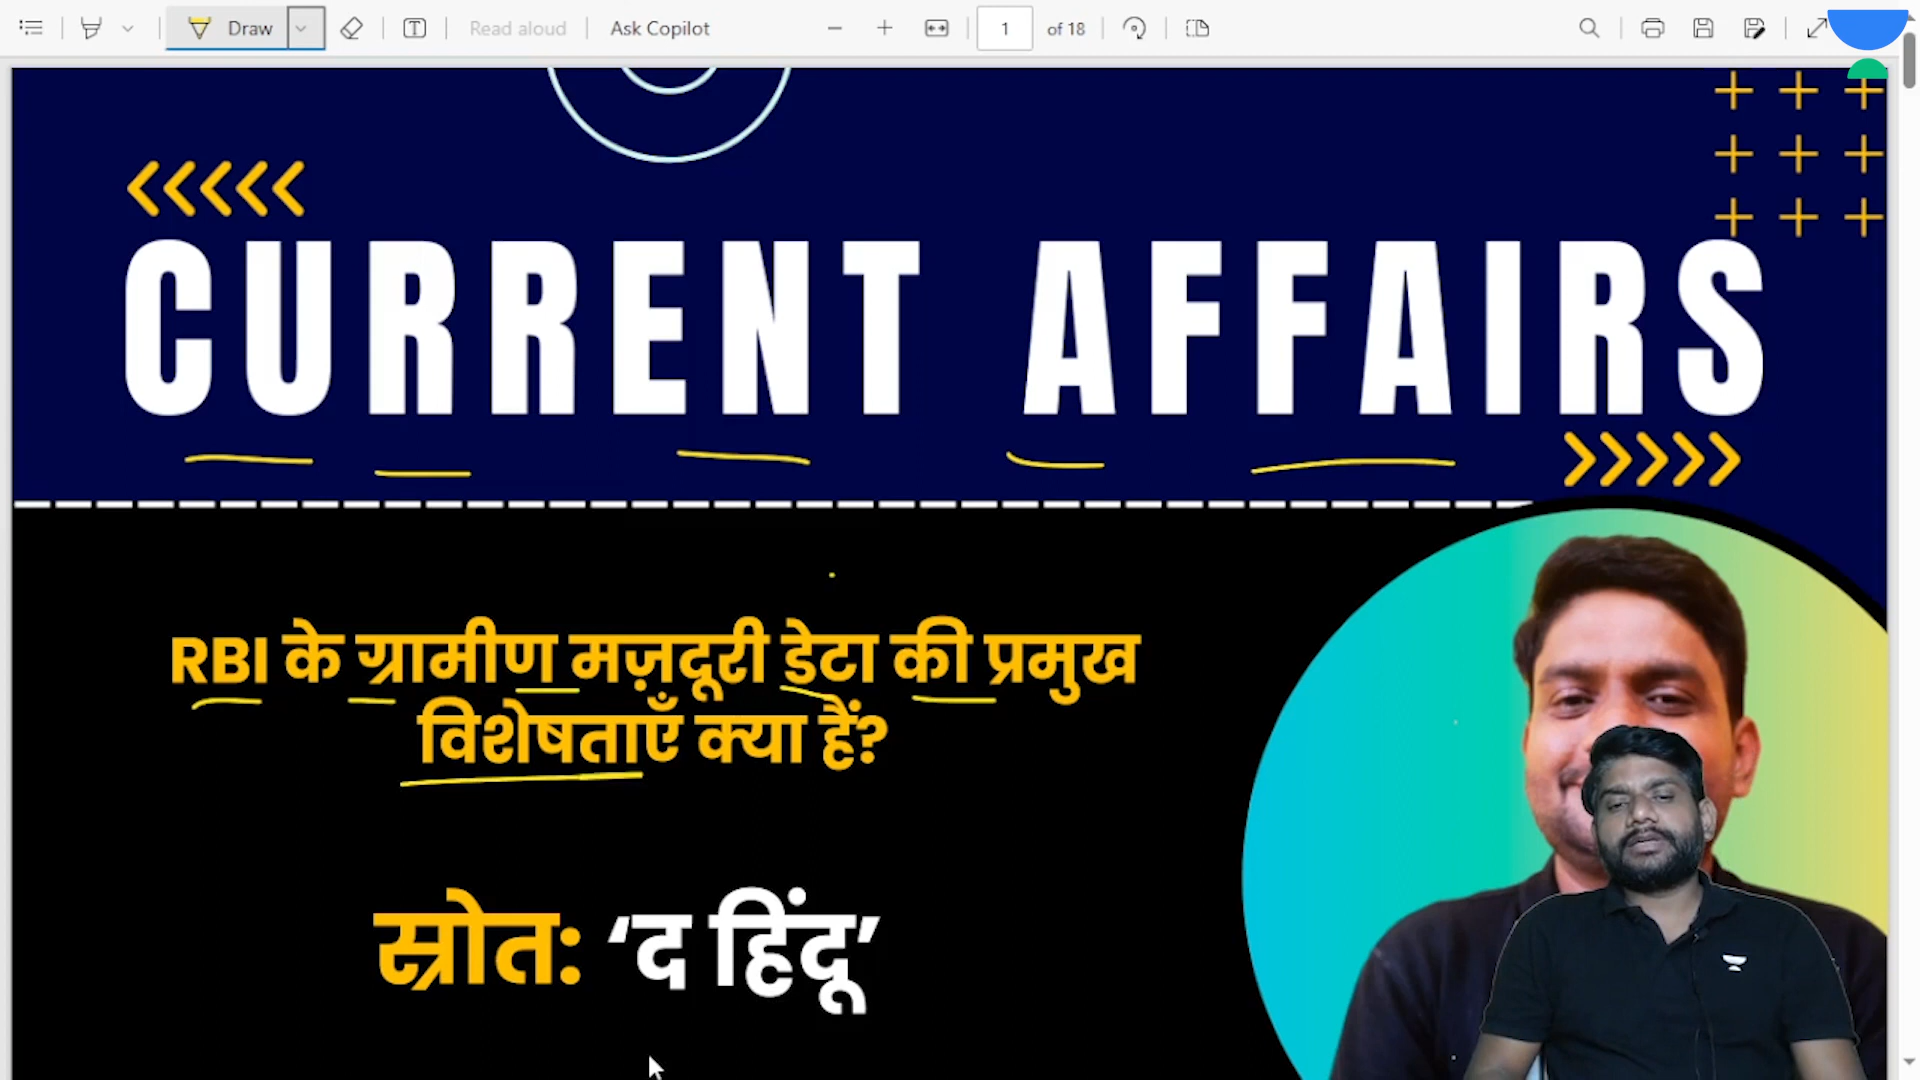 Draw
Read aloud
Ask Copilot
1
of 18
CURRENT AFFAIRS
RBI के ग्रामीण मज़दूरी डेटा की प्रमुख
विशेषताएँ क्या हैं?
स्रोत: ‘द हिंदू’